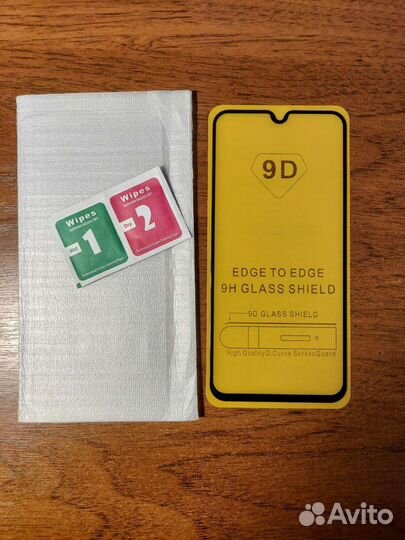 9D
EDGE TO EDGE
9H GLASS SHIELD
9D GLASS SHIELD
High Quality D. Curve ScreenGuard
Wipes
Wet
1
Wipes
Dry
2
Avito